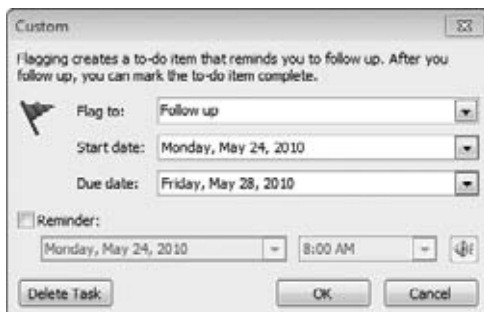 Custom
Flagging creates a to-do item that reminds you to follow up. After you
follow up, you can mark the to-do item complete.
Flag to: Follow up
Start date: Monday, May 24, 2010
Due date: Friday, May 28, 2010
Reminder:
Monday, May 24, 2010 8:00 AM
Delete Task OK Cancel